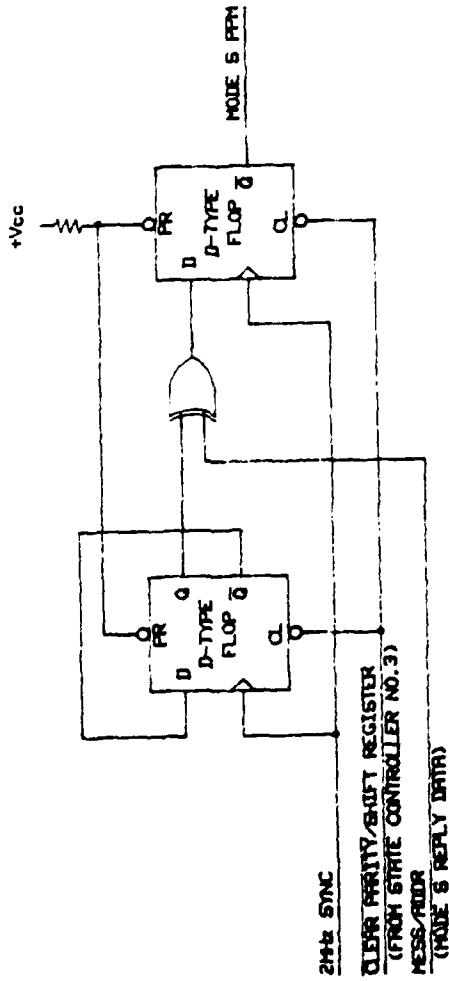 +Vcc
MODE S PPM
PR
D
D-TYPE
FLOP
Q̅
CL
PR
D
Q
D-TYPE
FLOP
Q̅
CL
2MHz SYNC
CLEAR PARITY/SHIFT REGISTER
(FROM STATE CONTROLLER NO.3)
MESS/ADDR
(MODE S REPLY DATA)